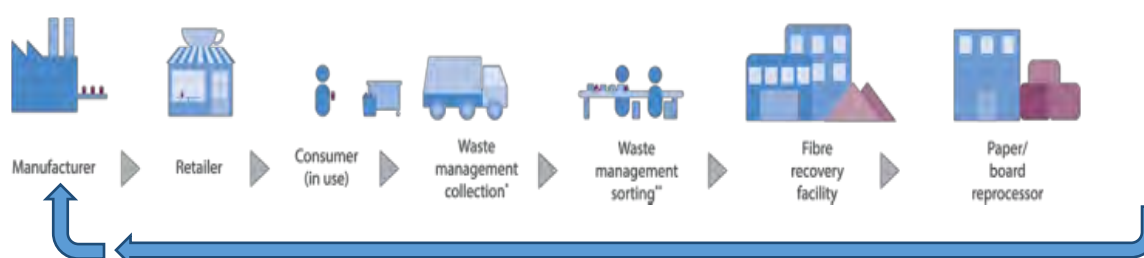 Manufacturer
Retailer
Consumer
(in use)
Waste
management
collection*
Waste
management
sorting**
Fibre
recovery
facility
Paper/
board
reprocessor